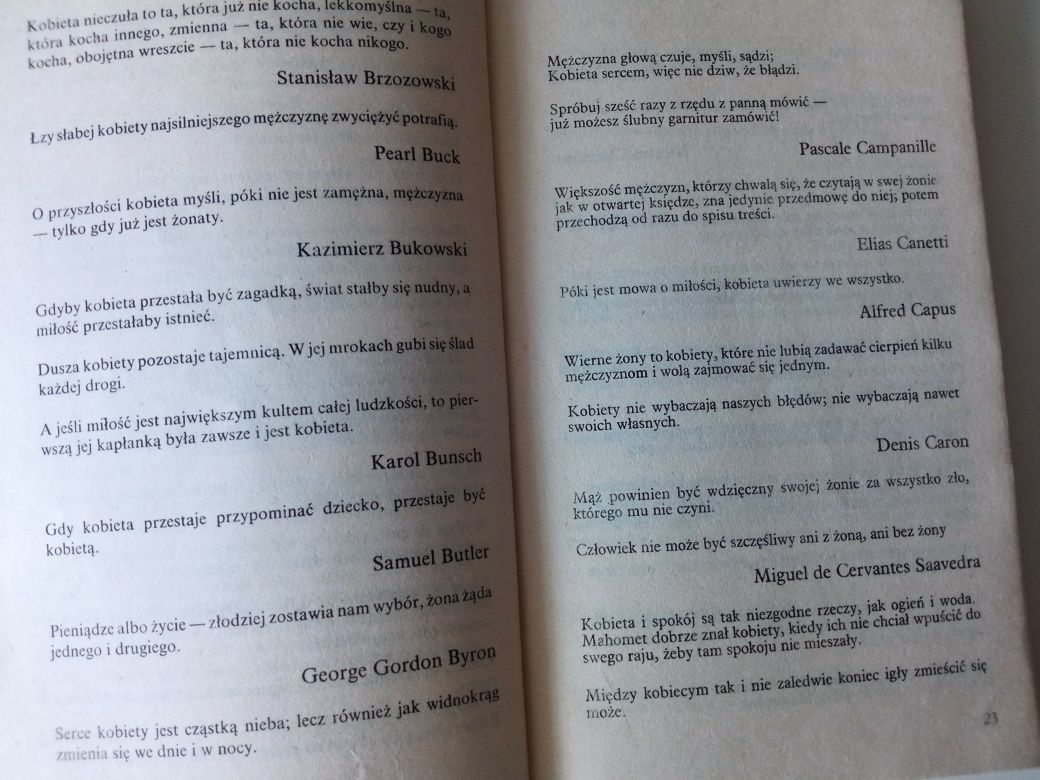 Kobieta nieczuła to ta, która już nie kocha, lekkomyślna — ta,
która kocha innego, zmienna — ta, która nie wie, czy i kogo
kocha, obojętna wreszcie — ta, która nie kocha nikogo.
Stanisław Brzozowski
Łzy słabej kobiety najsilniejszego mężczyznę zwyciężyć potrafią.
Pearl Buck
O przyszłości kobieta myśli, póki nie jest zamężna, mężczyzna
— tylko gdy już jest żonaty.
Kazimierz Bukowski
Gdyby kobieta przestała być zagadką, świat stałby się nudny, a
miłość przestałaby istnieć.
Dusza kobiety pozostaje tajemnicą. W jej mrokach gubi się ślad
każdej drogi.
A jeśli miłość jest największym kultem całej ludzkości, to pier-
wszą jej kapłanką była zawsze i jest kobieta.
Karol Bunsch
Gdy kobieta przestaje przypominać dziecko, przestaje być
kobietą.
Samuel Butler
Pieniądze albo życie — złodziej zostawia nam wybór, żona żąda
jednego i drugiego.
George Gordon Byron
Serce kobiety jest cząstką nieba; lecz również jak widnokrąg
zmienia się we dnie i w nocy.
Mężczyzna głową czuje, myśli, sądzi;
Kobieta sercem, więc nie dziw, że błądzi.
Spróbuj sześć razy z rzędu z panną mówić —
już możesz ślubny garnitur zamówić!
Pascale Campanille
Większość mężczyzn, którzy chwalą się, że czytają w swej żonie
jak w otwartej księdze, zna jedynie przedmowę do niej; potem
przechodzą od razu do spisu treści.
Elias Canetti
Póki jest mowa o miłości, kobieta uwierzy we wszystko.
Alfred Capus
Wierne żony to kobiety, które nie lubią zadawać cierpień kilku
mężczyznom i wolą zajmować się jednym.
Kobiety nie wybaczają naszych błędów; nie wybaczają nawet
swoich własnych.
Denis Caron
Mąż powinien być wdzięczny swojej żonie za wszystko zło,
którego mu nie czyni.
Człowiek nie może być szczęśliwy ani z żoną, ani bez żony
Miguel de Cervantes Saavedra
Kobieta i spokój są tak niezgodne rzeczy, jak ogień i woda.
Mahomet dobrze znał kobiety, kiedy ich nie chciał wpuścić do
swego raju, żeby tam spokoju nie mieszały.
Między kobiecym tak i nie zaledwie koniec igły zmieścić się
może.
23